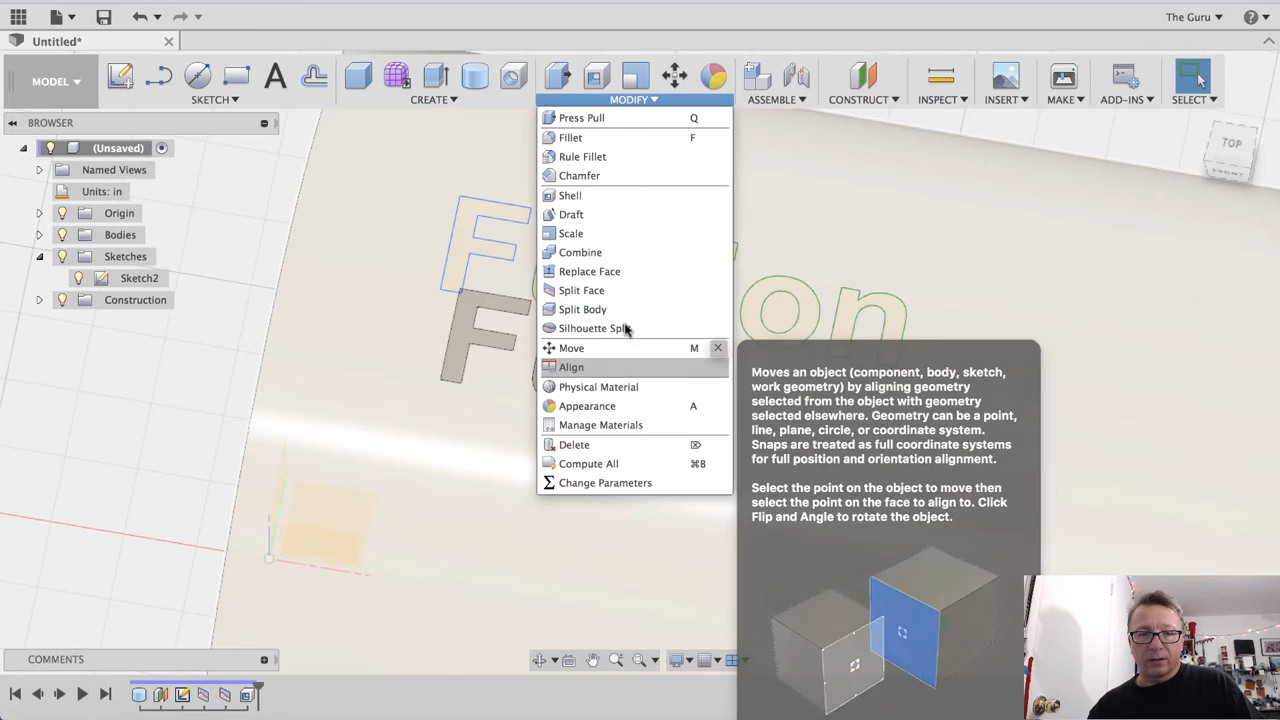 The Guru
Untitled*
MODEL
SKETCH
CREATE
MODIFY
ASSEMBLE
CONSTRUCT
INSPECT
INSERT
MAKE
ADD-INS
SELECT
BROWSER
(Unsaved)
Named Views
Units: in
Origin
Bodies
Sketches
Sketch2
Construction
Press Pull Q
Fillet F
Rule Fillet
Chamfer
Shell
Draft
Scale
Combine
Replace Face
Split Face
Split Body
Silhouette Split
Move M
Align
Physical Material
Appearance A
Manage Materials
Delete
Compute All ⌘B
Change Parameters
TOP
F
on
F
Moves an object (component, body, sketch,
work geometry) by aligning geometry
selected from the object with geometry
selected elsewhere. Geometry can be a point,
line, plane, circle, or coordinate system.
Snaps are treated as full coordinate systems
for full position and orientation alignment.
Select the point on the object to move then
select the point on the face to align to. Click
Flip and Angle to rotate the object.
COMMENTS